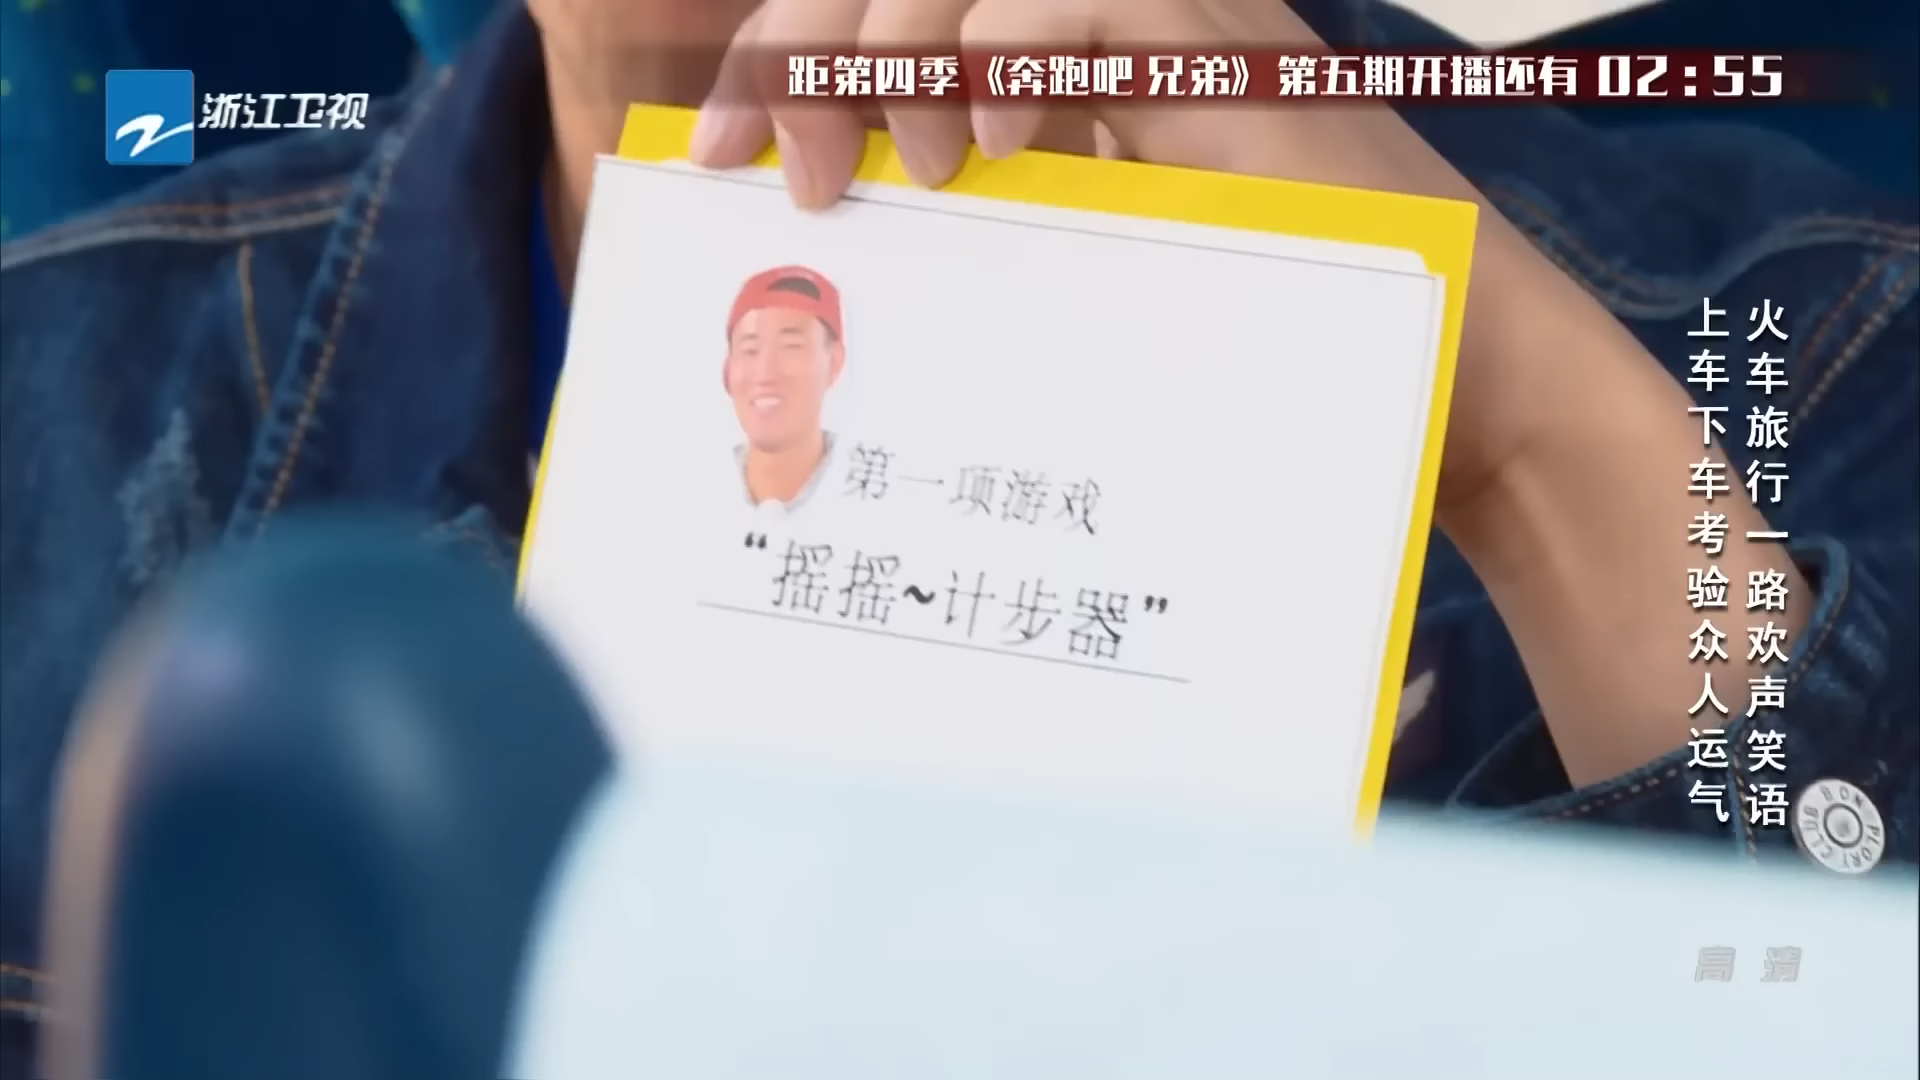 距第四季《奔跑吧 兄弟》第五期开播还有 02:55
浙江卫视
第一项游戏
“摇摇~计步器”
火车旅行一路欢声笑语
上车下车考验众人运气
高清